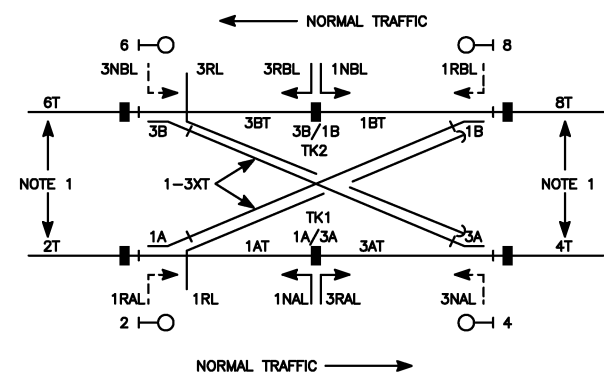 NORMAL TRAFFIC
6 8
3NBL 3RL 3RBL 1NBL 1RBL
6T 8T
3B 3BT 3B/1B 1BT 1B
TK2
NOTE 1 1-3XT NOTE 1
TK1
1A 1A/3A 3A
2T 1AT 3AT 4T
1RAL 1RL 1NAL 3RAL 3NAL
2 4
NORMAL TRAFFIC